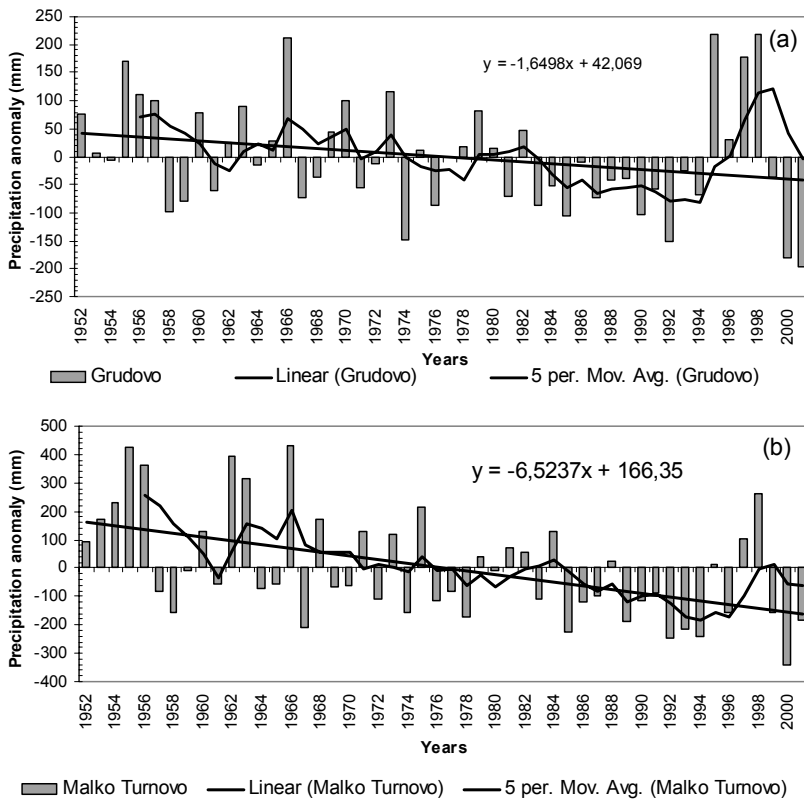 (a)
y = -1,6498x + 42,069
Precipitation anomaly (mm)
250
200
150
100
50
0
-50
-100
-150
-200
-250
1952 1954 1956 1958 1960 1962 1964 1966 1968 1970 1972 1974 1976 1978 1980 1982 1984 1986 1988 1990 1992 1994 1996 1998 2000
Years
Grudovo Linear (Grudovo) 5 per. Mov. Avg. (Grudovo)
(b)
y = -6,5237x + 166,35
Precipitation anomaly (mm)
500
400
300
200
100
0
-100
-200
-300
-400
1952 1954 1956 1958 1960 1962 1964 1966 1968 1970 1972 1974 1976 1978 1980 1982 1984 1986 1988 1990 1992 1994 1996 1998 2000
Years
Malko Turnovo Linear (Malko Turnovo) 5 per. Mov. Avg. (Malko Turnovo)